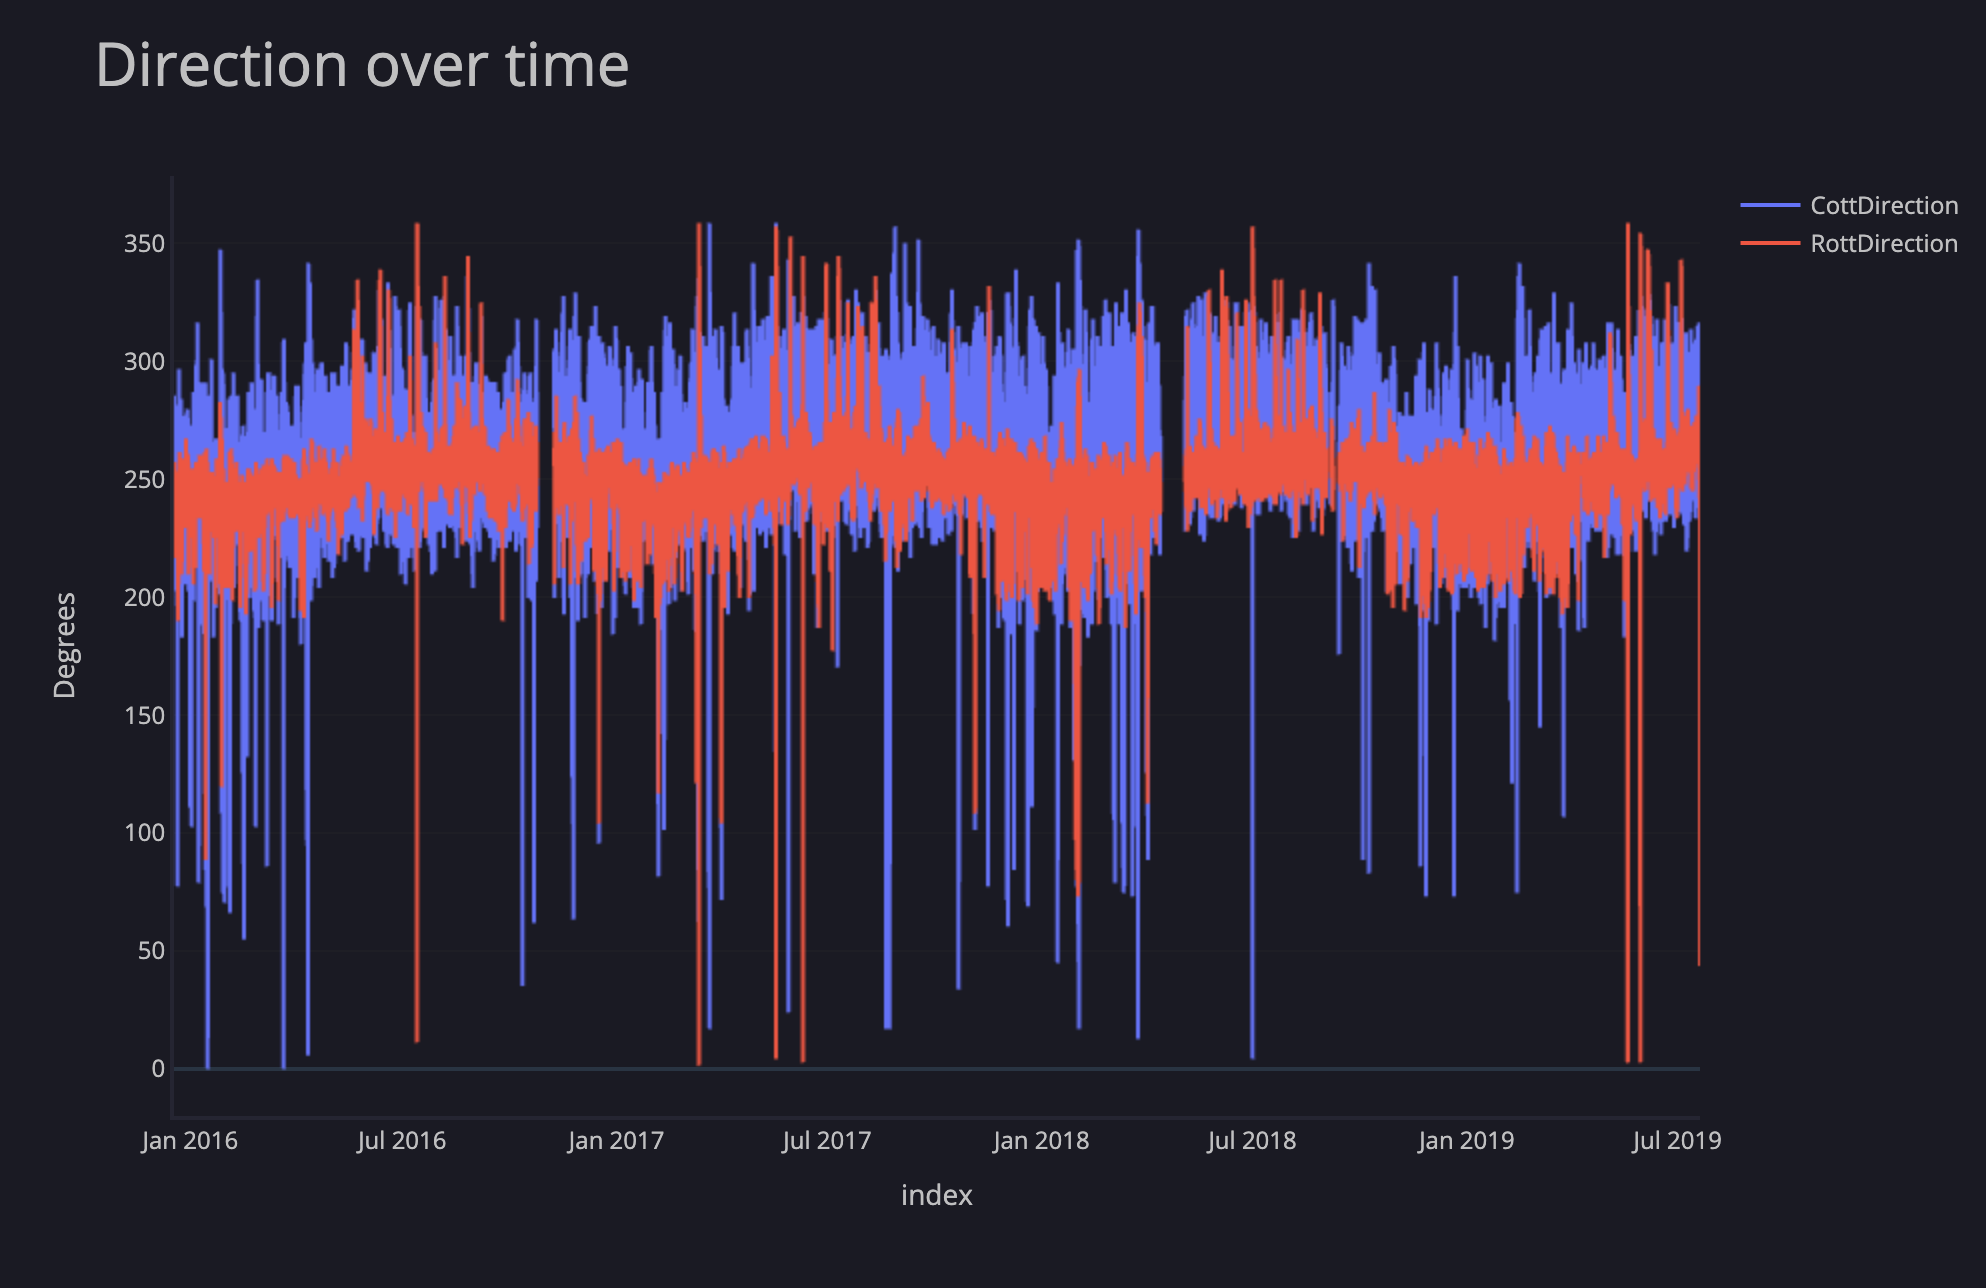 Direction over time
CottDirection
RottDirection
350
300
250
200
150
100
50
0
Degrees
Jan 2016
Jul 2016
Jan 2017
Jul 2017
Jan 2018
Jul 2018
Jan 2019
Jul 2019
index